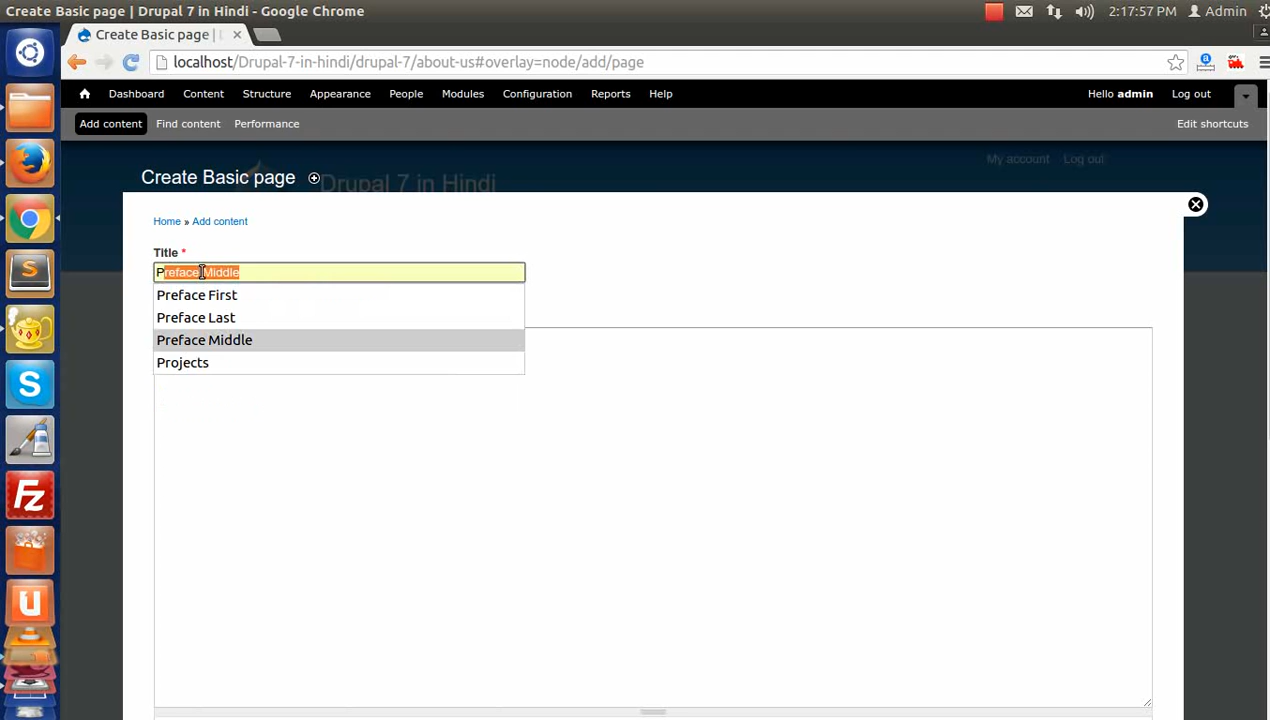 Create Basic page | Drupal 7 in Hindi - Google Chrome
2:17:57 PM
Admin
Create Basic page |
localhost/Drupal-7-in-hindi/drupal-7/about-us#overlay=node/add/page
Dashboard Content Structure Appearance People Modules Configuration Reports Help
Hello admin Log out
Add content Find content Performance
Edit shortcuts
My account Log out
Create Basic page
Drupal 7 in Hindi
Home » Add content
Title *
Preface Middle
Preface First
Preface Last
Preface Middle
Projects